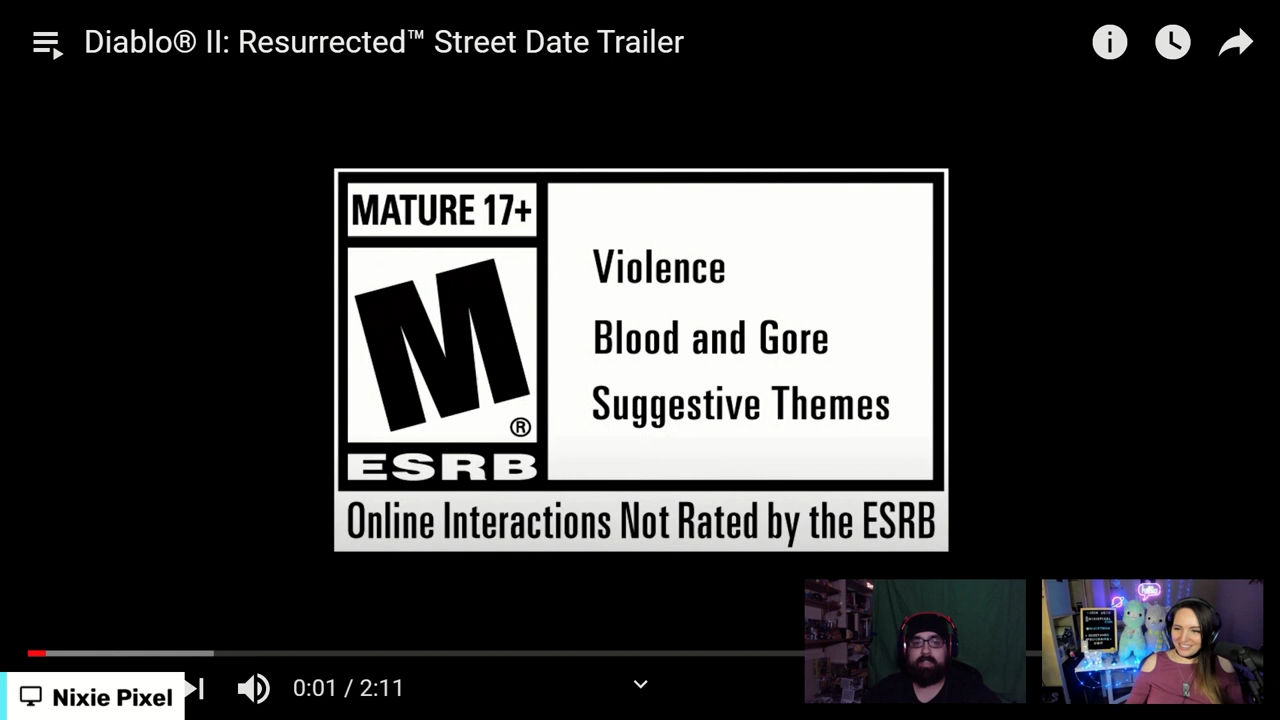 Diablo® II: Resurrected™ Street Date Trailer
MATURE 17+
M®
ESRB
Violence
Blood and Gore
Suggestive Themes
Online Interactions Not Rated by the ESRB
hello
Nixie Pixel
0:01 / 2:11